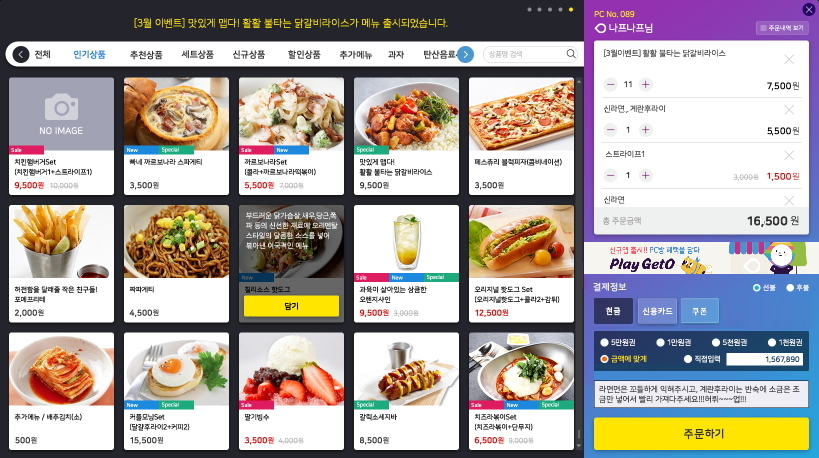 [3월 이벤트] 맛있게 맵다! 활활 불타는 닭갈비라이스가 메뉴 출시되었습니다.
전체 인기상품 추천상품 세트상품 신규상품 할인상품 추가메뉴 과자 탄산음료
상품명 검색
NO IMAGE
Sale
치킨햄버거Set
(치킨햄버거1+스트라이프1)
9,500원 10,000원
New Special
빠네 까르보나라 스파게티
3,500원
Sale New
까르보나라Set
(콜라+까르보나라떡볶이)
5,500원 7,000원
Special
맛있게 맵다!
활활 불타는 닭갈비라이스
9,500원
페스츄리 블럭피자(콤비네이션)
3,500원
허전함을 달래줄 작은 친구들!
포메프리테
2,000원
짜파게티
4,500원
부드러운 닭가슴살,새우,당근,쪽
파 등의 신선한 재료에 오리엔탈
스타일의 달콤한 소스를 넣어
볶아낸 이국적인 메뉴
New
칠리소스 핫도그
담기
Sale New Special
과육이 살아있는 상큼한
오렌지사인
9,500원 3,000원
오리지널 핫도그 Set
(오리지널핫도그+콜라2+감튀)
12,500원
추가메뉴 / 배추김치(소)
500원
New Special
커플모닝Set
(달걀후라이2+커피2)
15,500원
Sale
딸기빙수
3,500원 4,000원
Special
갈릭소세지바
8,500원
Sale New Special
치즈라볶이Set
(치즈라볶이+단무지)
6,500원 9,000원
PC No. 089
나프나프님
주문내역 보기
[3월이벤트] 활활 불타는 닭갈비라이스
11 7,500원
신라면,, 계란후라이
1 5,500원
스트라이프1
1 3,000원 1,500원
신라면
총 주문금액 16,500 원
신규앱 출시!! PC방 혜택을 담다
Play GetO
결제정보 선불 후불
현금 신용카드 쿠폰
5만원권 1만원권 5천원권 1천원권
금액에 맞게 직접입력 1,567,890
라면면은 꼬들하게 익혀주시고, 계란후라이는 반숙에 소금은 조
금만 넣어서 빨리 가져다주세요!!!허뤼~~~업!!!
주문하기